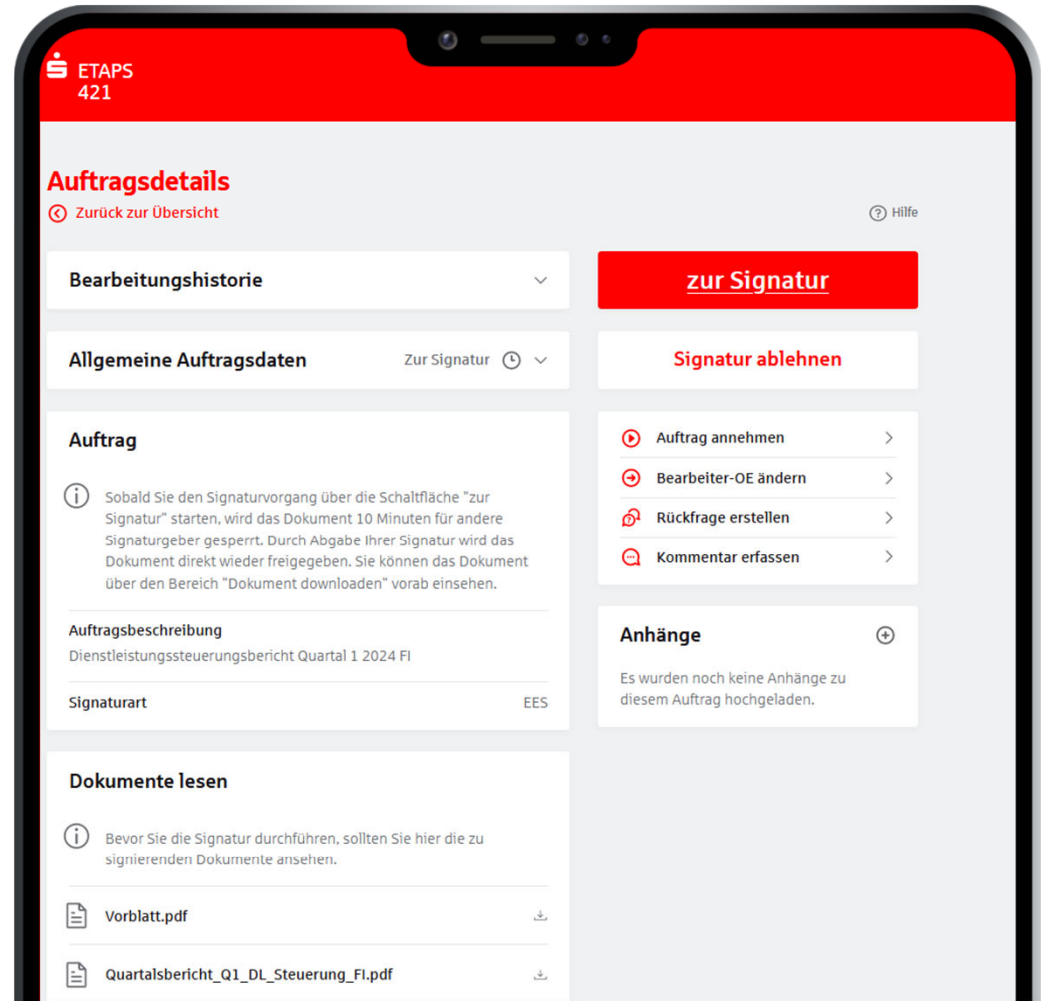 ETAPS
421
Auftragsdetails
Zurück zur Übersicht
Hilfe
Bearbeitungshistorie
zur Signatur
Allgemeine Auftragsdaten
Zur Signatur
Signatur ablehnen
Auftrag
Sobald Sie den Signaturvorgang über die Schaltfläche "zur
Signatur" starten, wird das Dokument 10 Minuten für andere
Signaturgeber gesperrt. Durch Abgabe Ihrer Signatur wird das
Dokument direkt wieder freigegeben. Sie können das Dokument
über den Bereich "Dokument downloaden" vorab einsehen.
Auftragsbeschreibung
Dienstleistungssteuerungsbericht Quartal 1 2024 FI
Signaturart
EES
Auftrag annehmen
Bearbeiter-OE ändern
Rückfrage erstellen
Kommentar erfassen
Anhänge
Es wurden noch keine Anhänge zu
diesem Auftrag hochgeladen.
Dokumente lesen
Bevor Sie die Signatur durchführen, sollten Sie hier die zu
signierenden Dokumente ansehen.
Vorblatt.pdf
Quartalsbericht_Q1_DL_Steuerung_FI.pdf